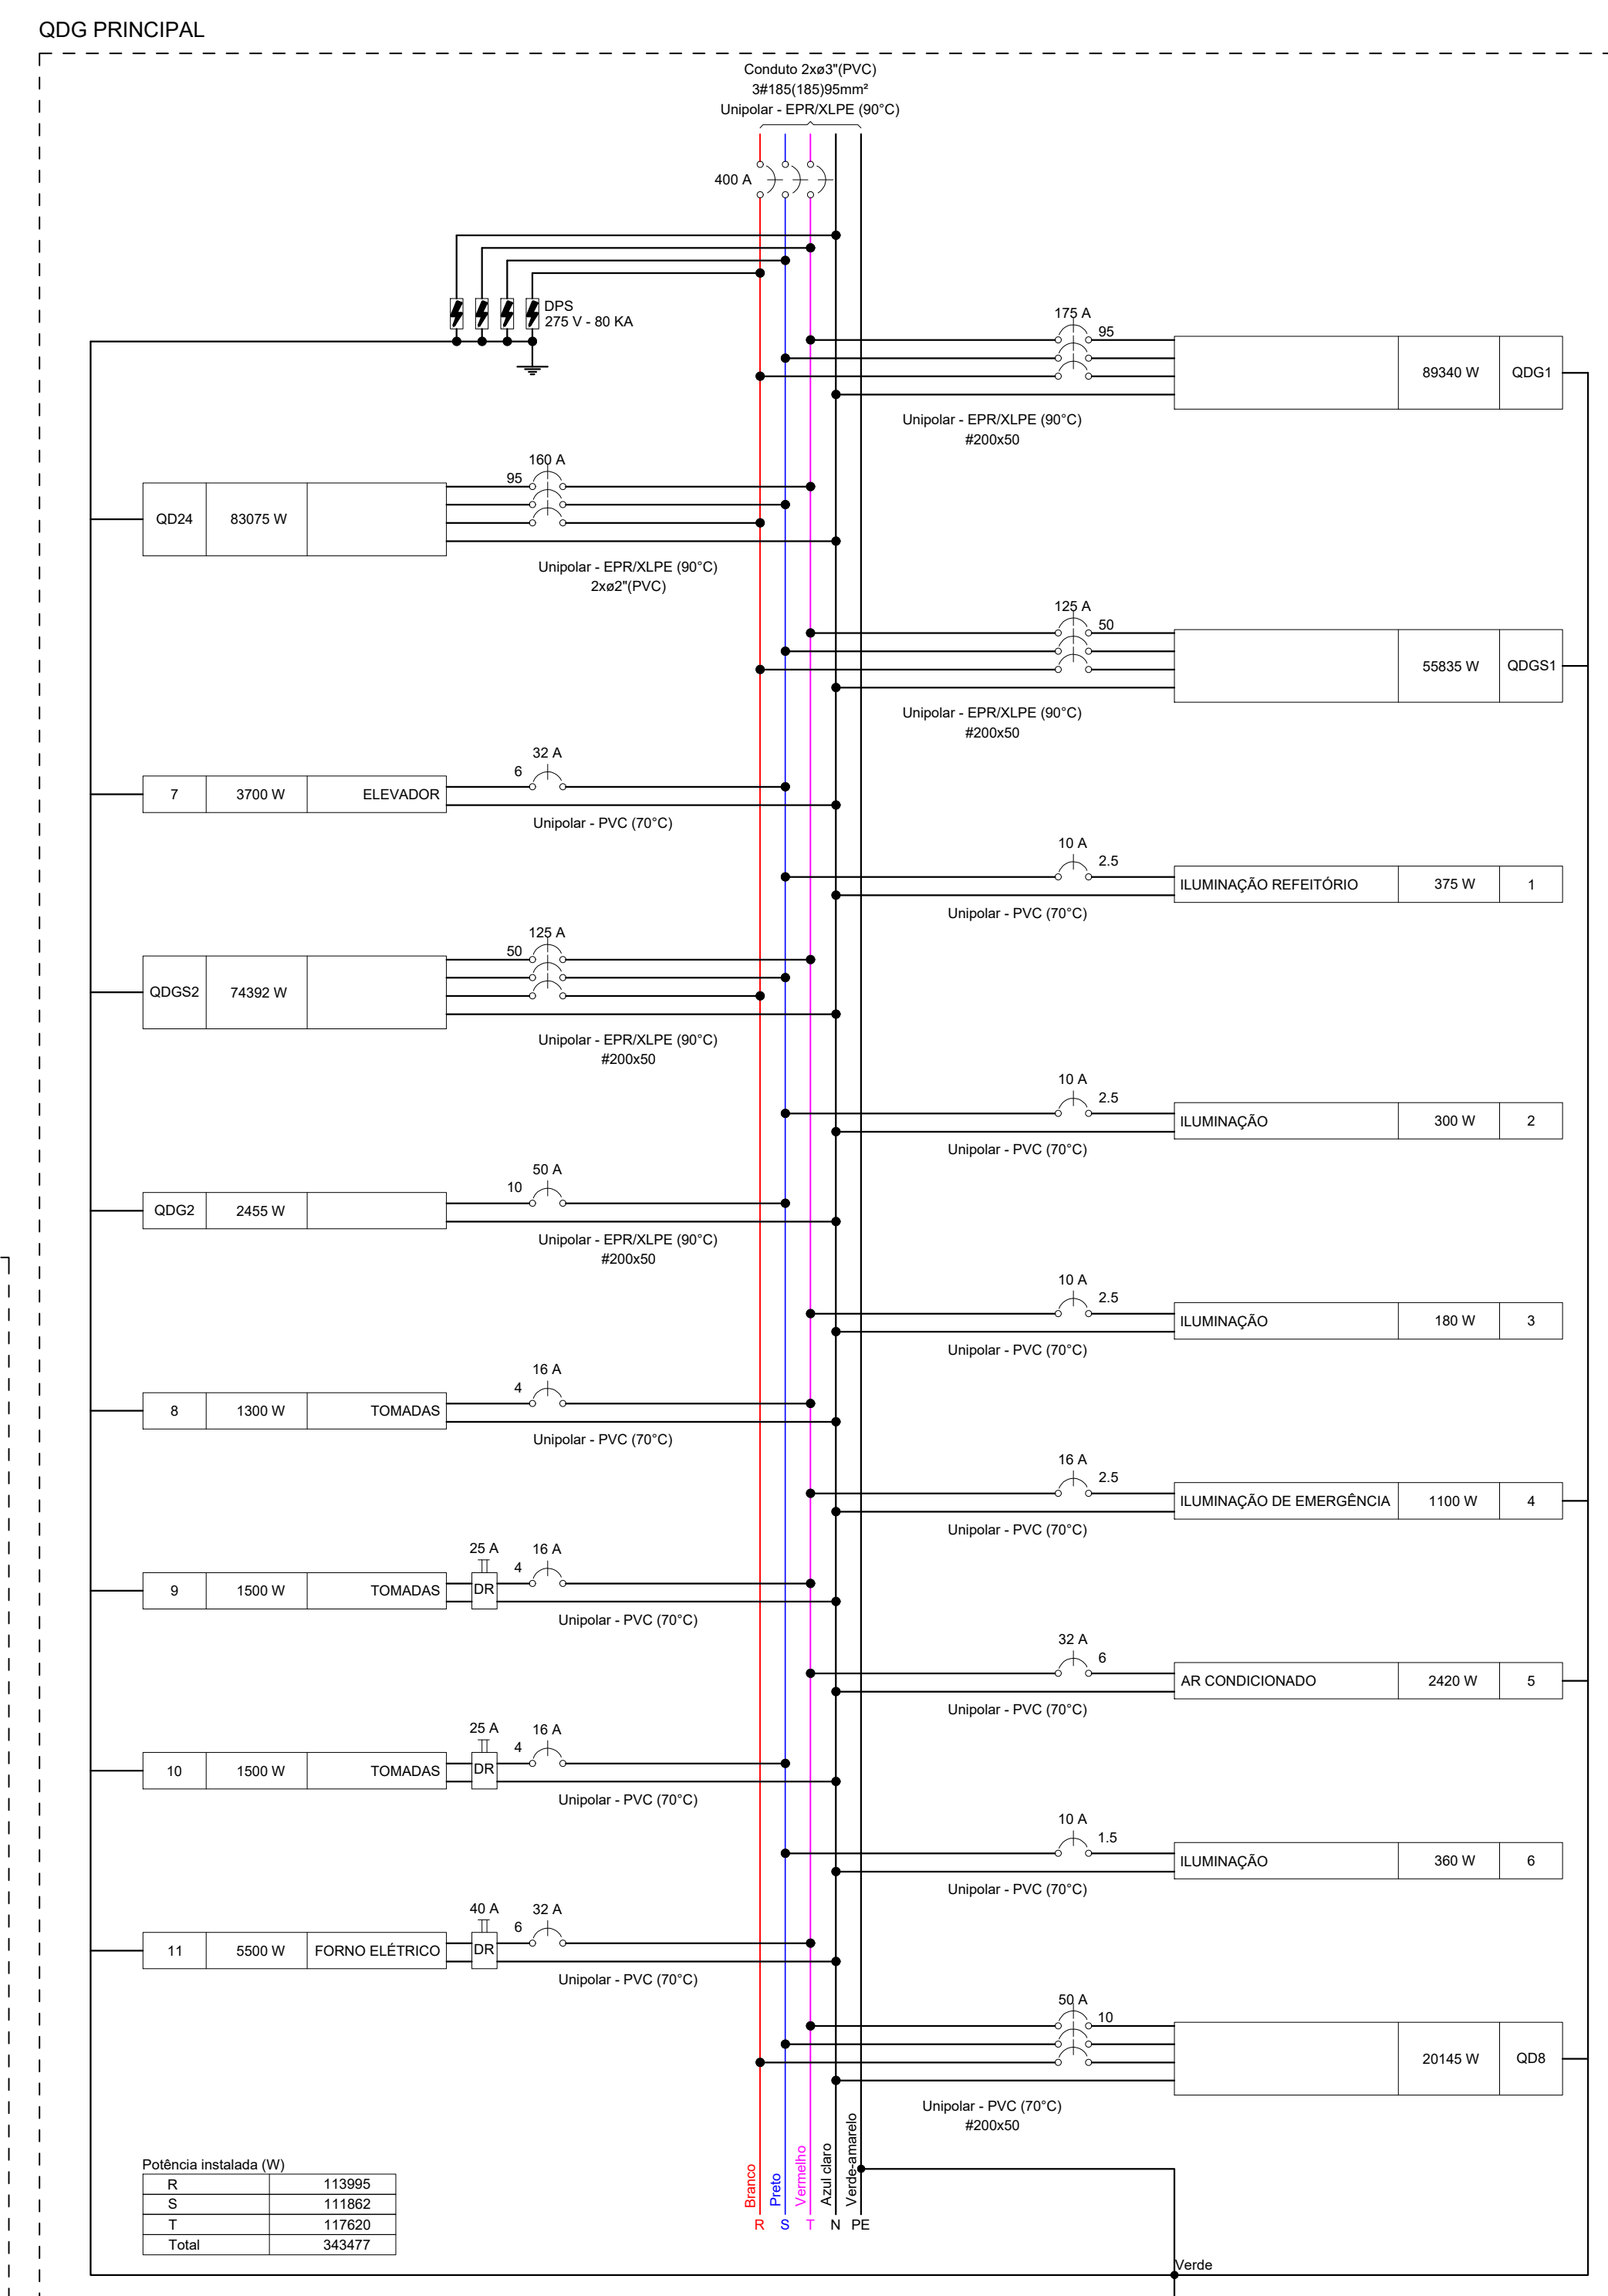 QDG PRINCIPAL
Conduto 2xø3"(PVC)
3#185(185)95mm²
Unipolar - EPR/XLPE (90°C)
400 A
DPS
275 V - 80 KA
175 A
95
89340 W
QDG1
Unipolar - EPR/XLPE (90°C)
#200x50
160 A
95
QD24
83075 W
Unipolar - EPR/XLPE (90°C)
2xø2"(PVC)
125 A
50
55835 W
QDGS1
Unipolar - EPR/XLPE (90°C)
#200x50
32 A
6
7
3700 W
ELEVADOR
Unipolar - PVC (70°C)
10 A
2.5
ILUMINAÇÃO REFEITÓRIO
375 W
1
Unipolar - PVC (70°C)
125 A
50
QDGS2
74392 W
Unipolar - EPR/XLPE (90°C)
#200x50
10 A
2.5
ILUMINAÇÃO
300 W
2
Unipolar - PVC (70°C)
50 A
10
QDG2
2455 W
Unipolar - EPR/XLPE (90°C)
#200x50
10 A
2.5
ILUMINAÇÃO
180 W
3
Unipolar - PVC (70°C)
16 A
4
8
1300 W
TOMADAS
Unipolar - PVC (70°C)
16 A
2.5
ILUMINAÇÃO DE EMERGÊNCIA
1100 W
4
Unipolar - PVC (70°C)
25 A
16 A
4
9
1500 W
TOMADAS
DR
Unipolar - PVC (70°C)
32 A
6
AR CONDICIONADO
2420 W
5
Unipolar - PVC (70°C)
25 A
16 A
4
10
1500 W
TOMADAS
DR
Unipolar - PVC (70°C)
10 A
1.5
ILUMINAÇÃO
360 W
6
Unipolar - PVC (70°C)
40 A
32 A
6
11
5500 W
FORNO ELÉTRICO
DR
Unipolar - PVC (70°C)
50 A
10
20145 W
QD8
Unipolar - PVC (70°C)
#200x50
Potência instalada (W)
R 113995
S 111862
T 117620
Total 343477
Branco
Preto
Vermelho
Azul claro
Verde-amarelo
R S T N PE
Verde